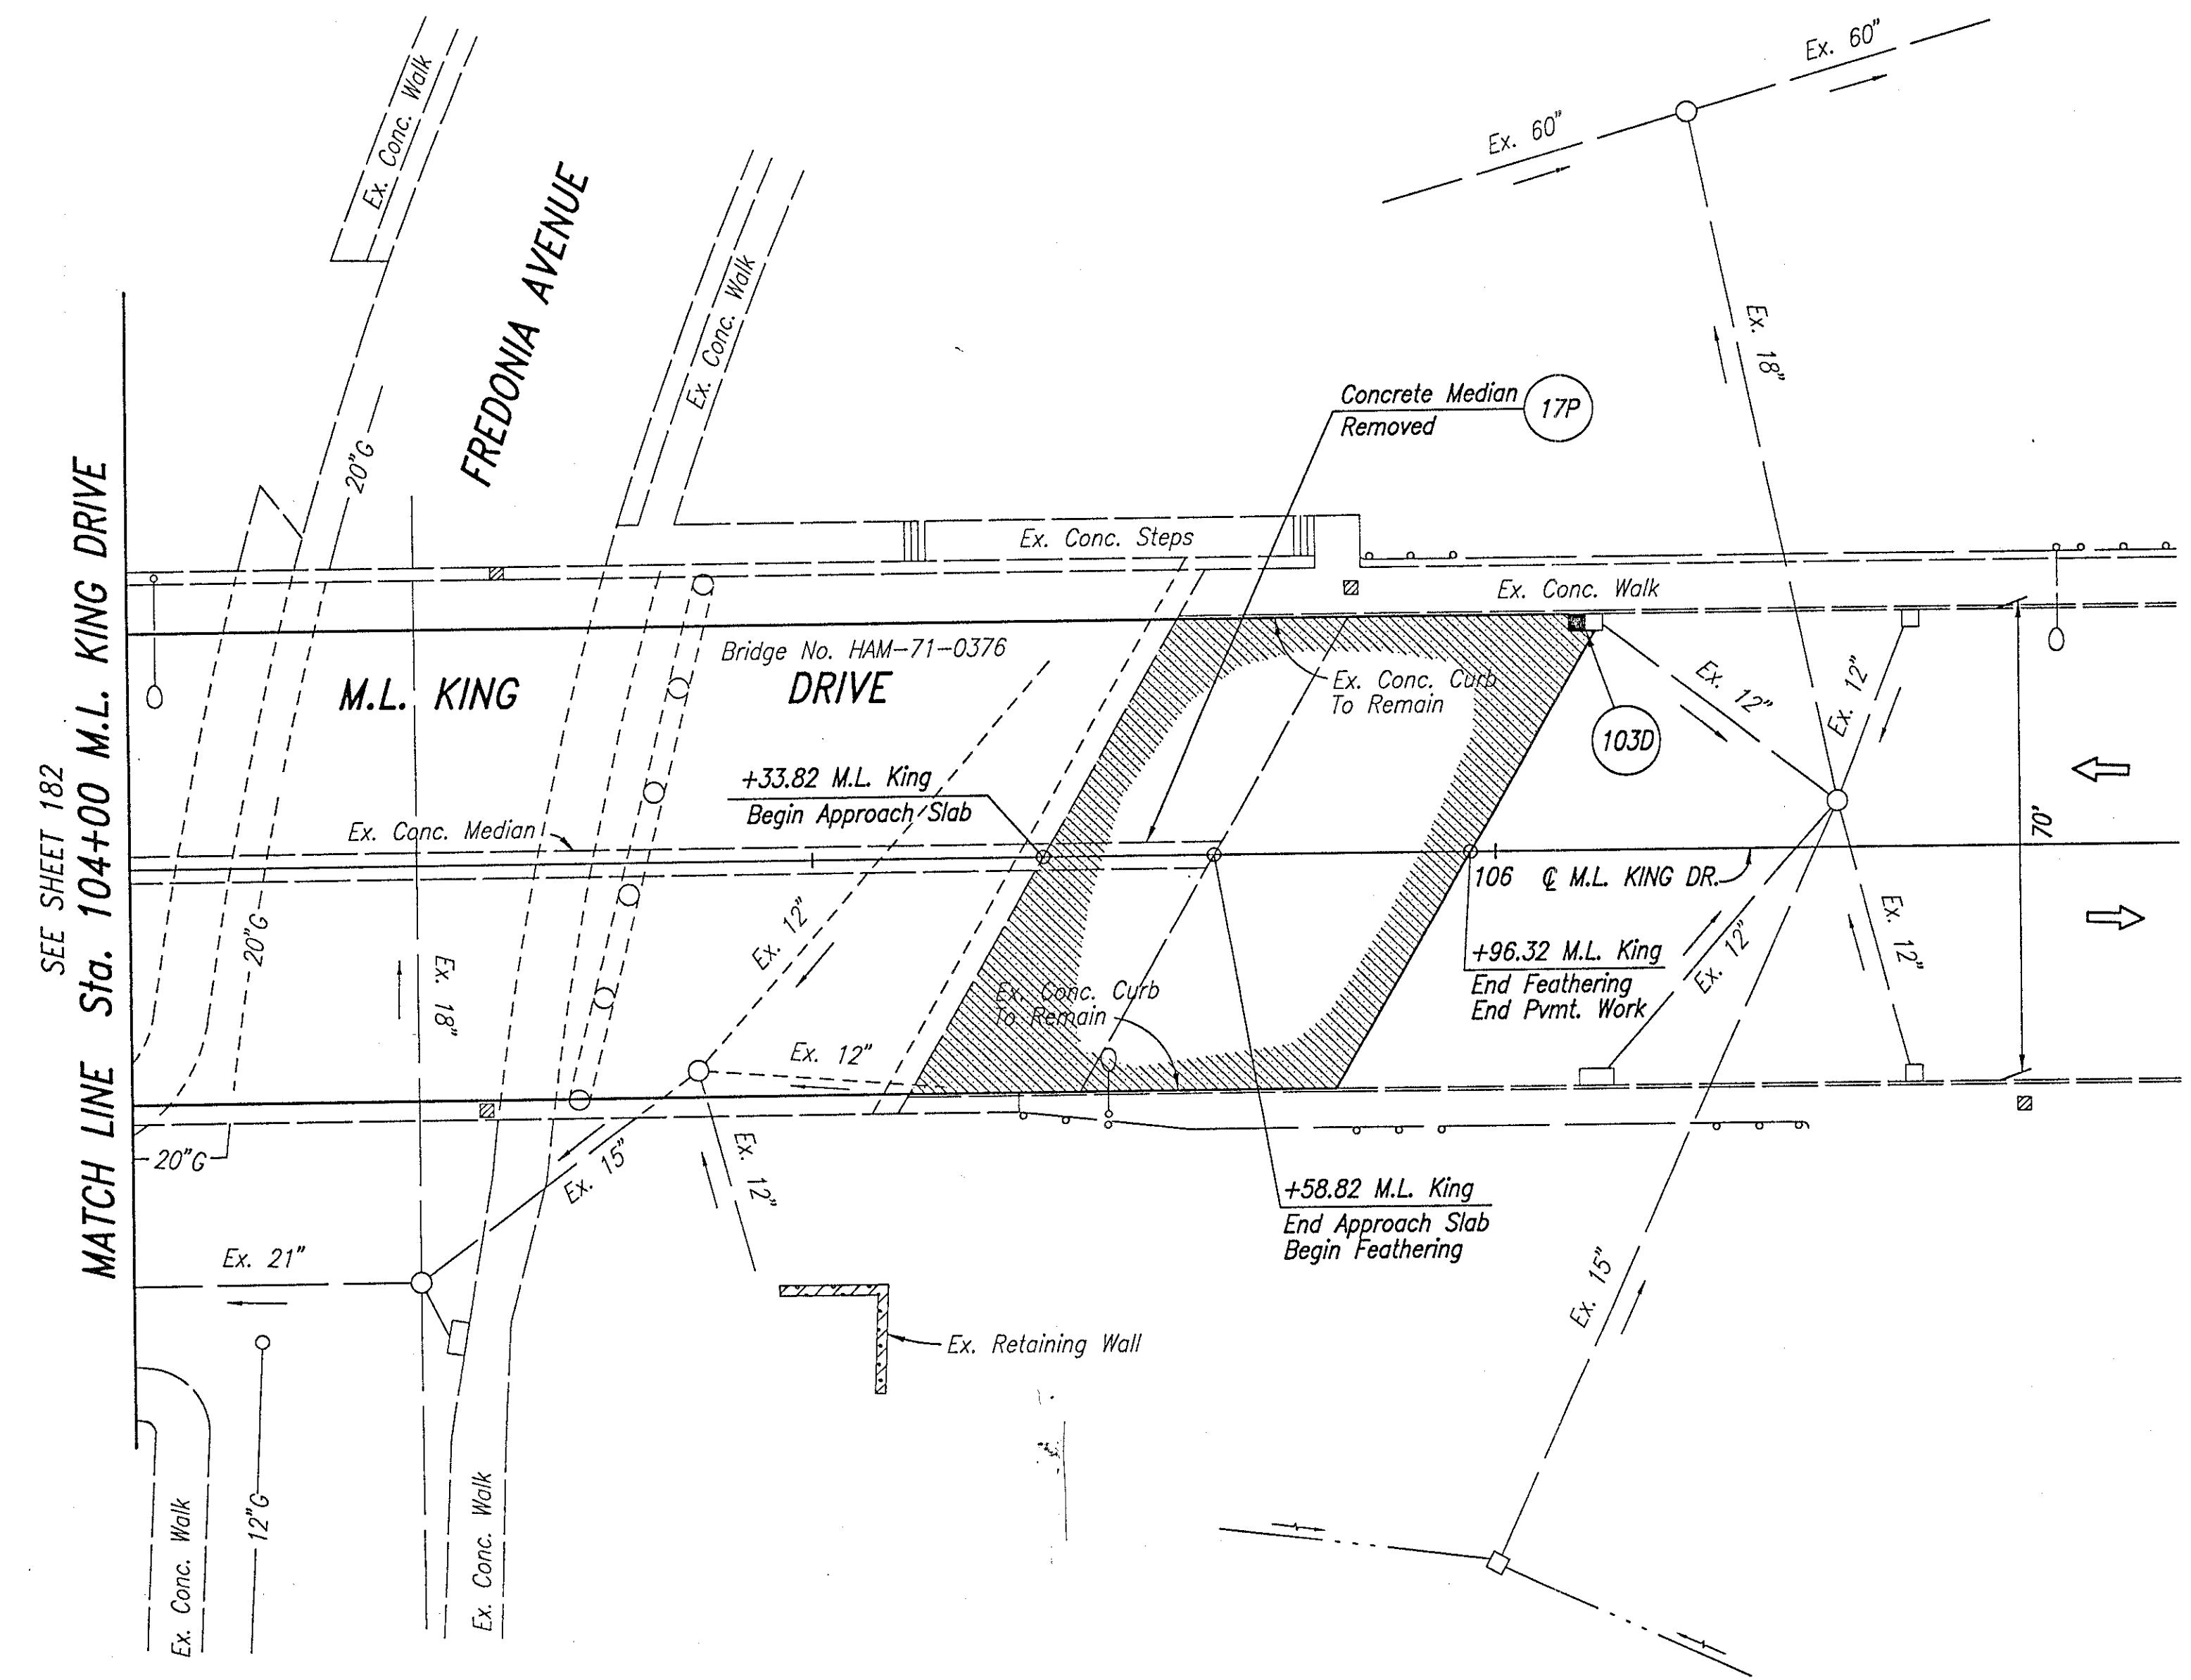 Ex. 60"
Ex. 60"
Ex. Conc. Walk
FREDONIA AVENUE
Ex. Conc. Walk
20"G
Ex. 18"
Concrete Median
Removed
17P
SEE SHEET 182
MATCH LINE Sta. 104+00 M.L. KING DRIVE
Ex. Conc. Steps
Ex. Conc. Walk
Bridge No. HAM-71-0376
M.L. KING DRIVE
Ex. Conc. Curb
To Remain
Ex. 12"
Ex. 12"
103D
+33.82 M.L. King
Begin Approach Slab
Ex. Conc. Median
70'
106 ℄ M.L. KING DR.
20"G
Ex. 12"
Ex. 18"
+96.32 M.L. King
End Feathering
End Pvmt. Work
Ex. 12"
Ex. 12"
Ex. Conc. Curb
To Remain
Ex. 12"
20"G
Ex. 15"
Ex. 12"
+58.82 M.L. King
End Approach Slab
Begin Feathering
Ex. 21"
Ex. 15"
Ex. Retaining Wall
12"G
Ex. Conc. Walk
Ex. Conc. Walk